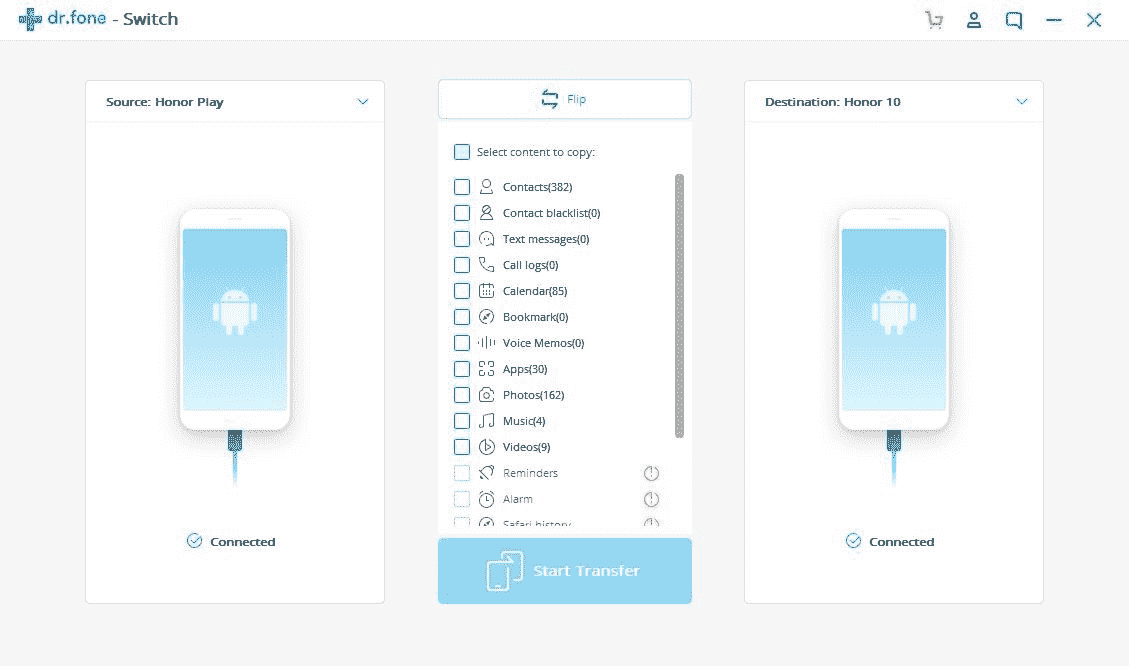 dr.fone - Switch
Source: Honor Play
Flip
Destination: Honor 10
Select content to copy:
Contacts(382)
Contact blacklist(0)
Text messages(0)
Call logs(0)
Calendar(85)
Bookmark(0)
Voice Memos(0)
Apps(30)
Photos(162)
Music(4)
Videos(9)
Reminders
Alarm
Safari history
Connected
Start Transfer
Connected